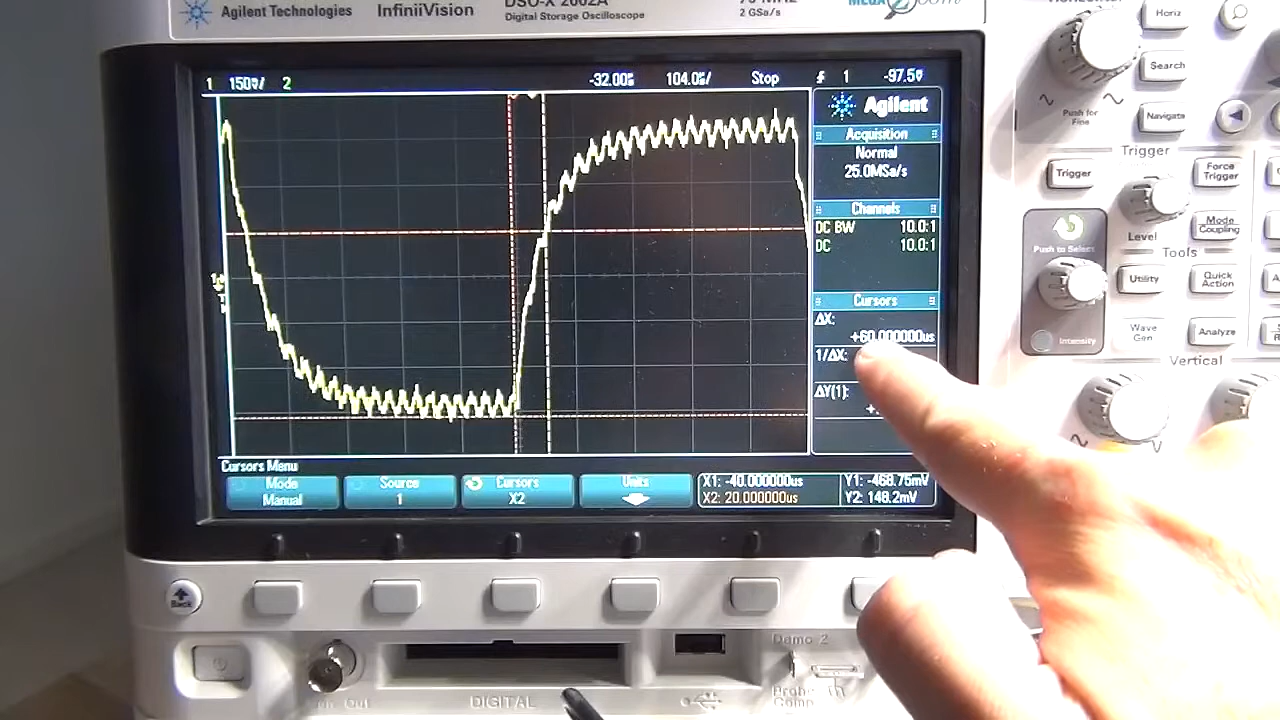 Agilent Technologies InfiniiVision
Digital Storage Oscilloscope
2 GSa/s
1 150V/ 2 -32.00s 104.0s/ Stop 1 -97.5V
Agilent
Acquisition
Normal
25.0MSa/s
Channels
DC BW 10.0:1
DC 10.0:1
Cursors
ΔX:
+60.000000us
1/ΔX:
ΔY(1):
Cursors Menu
Mode
Manual
Source
1
Cursors
X2
Units
X1: -40.000000us
X2: 20.000000us
Y1: -468.75mV
Y2: 148.2mV
Back
DIGITAL
Demo 2
Out
Comp
Horiz
Search
Navigate
Push for
Fine
Trigger
Trigger
Force
Trigger
Level
Mode
Coupling
Push to Select
Tools
Utility
Quick
Action
Intensity
Wave
Gen
Analyze
Vertical